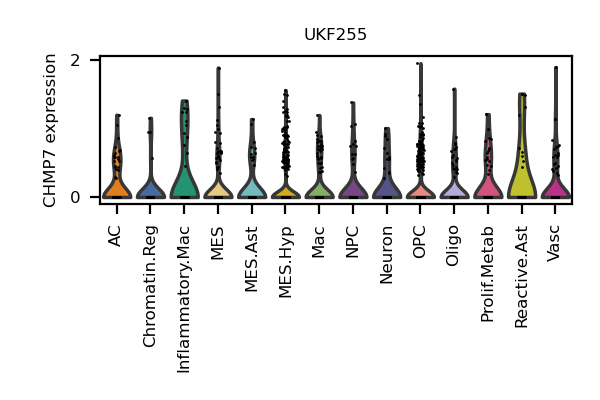 UKF255
CHMP7 expression
2
0
AC
Chromatin.Reg
Inflammatory.Mac
MES
MES.Ast
MES.Hyp
Mac
NPC
Neuron
OPC
Oligo
Prolif.Metab
Reactive.Ast
Vasc